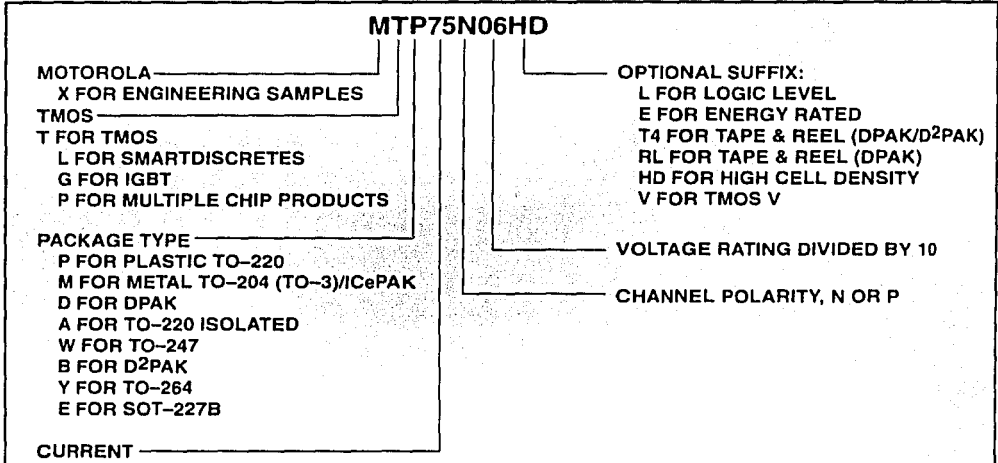 MTP75N06HD
MOTOROLA
X FOR ENGINEERING SAMPLES
TMOS
T FOR TMOS
L FOR SMARTDISCRETES
G FOR IGBT
P FOR MULTIPLE CHIP PRODUCTS
PACKAGE TYPE
P FOR PLASTIC TO–220
M FOR METAL TO–204 (TO–3)/ICePAK
D FOR DPAK
A FOR TO–220 ISOLATED
W FOR TO–247
B FOR D2PAK
Y FOR TO–264
E FOR SOT–227B
CURRENT
OPTIONAL SUFFIX:
L FOR LOGIC LEVEL
E FOR ENERGY RATED
T4 FOR TAPE & REEL (DPAK/D2PAK)
RL FOR TAPE & REEL (DPAK)
HD FOR HIGH CELL DENSITY
V FOR TMOS V
VOLTAGE RATING DIVIDED BY 10
CHANNEL POLARITY, N OR P